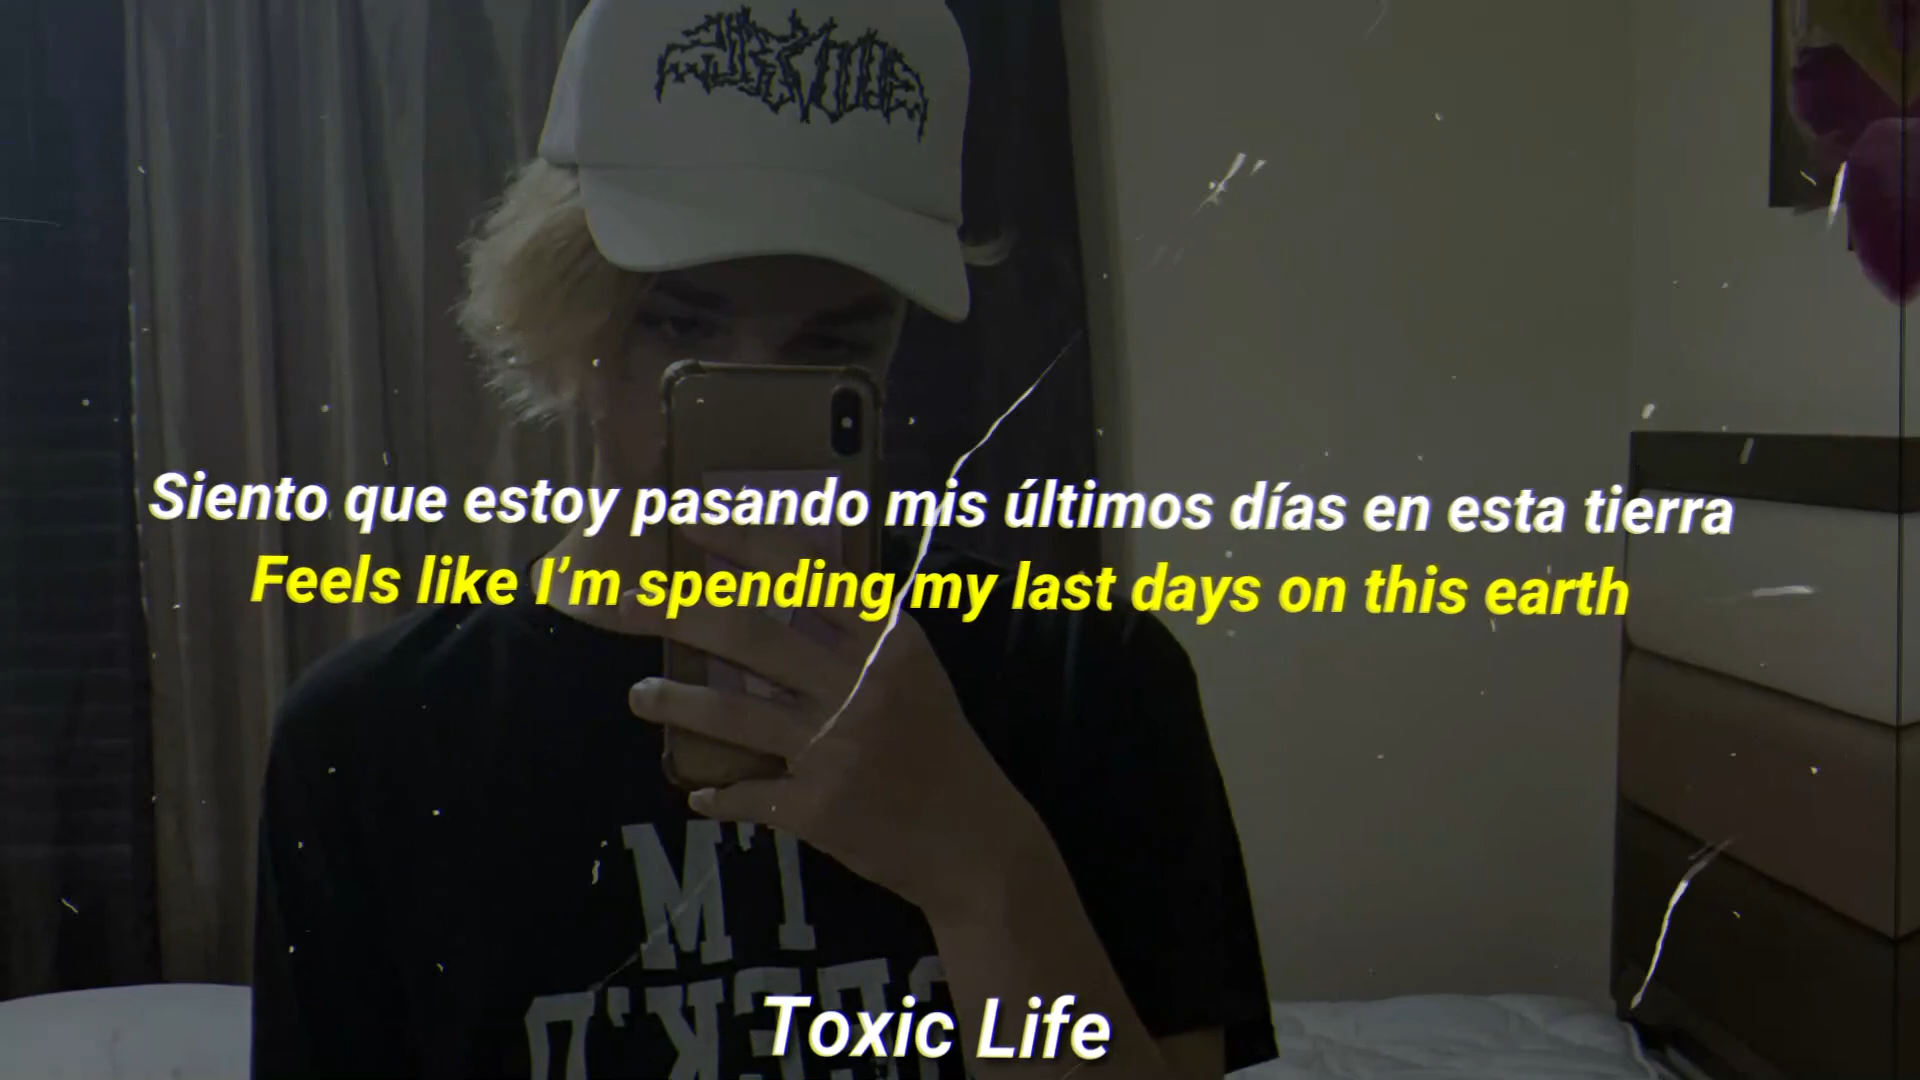 Siento que estoy pasando mis últimos días en esta tierra
Feels like I’m spending my last days on this earth
Toxic Life